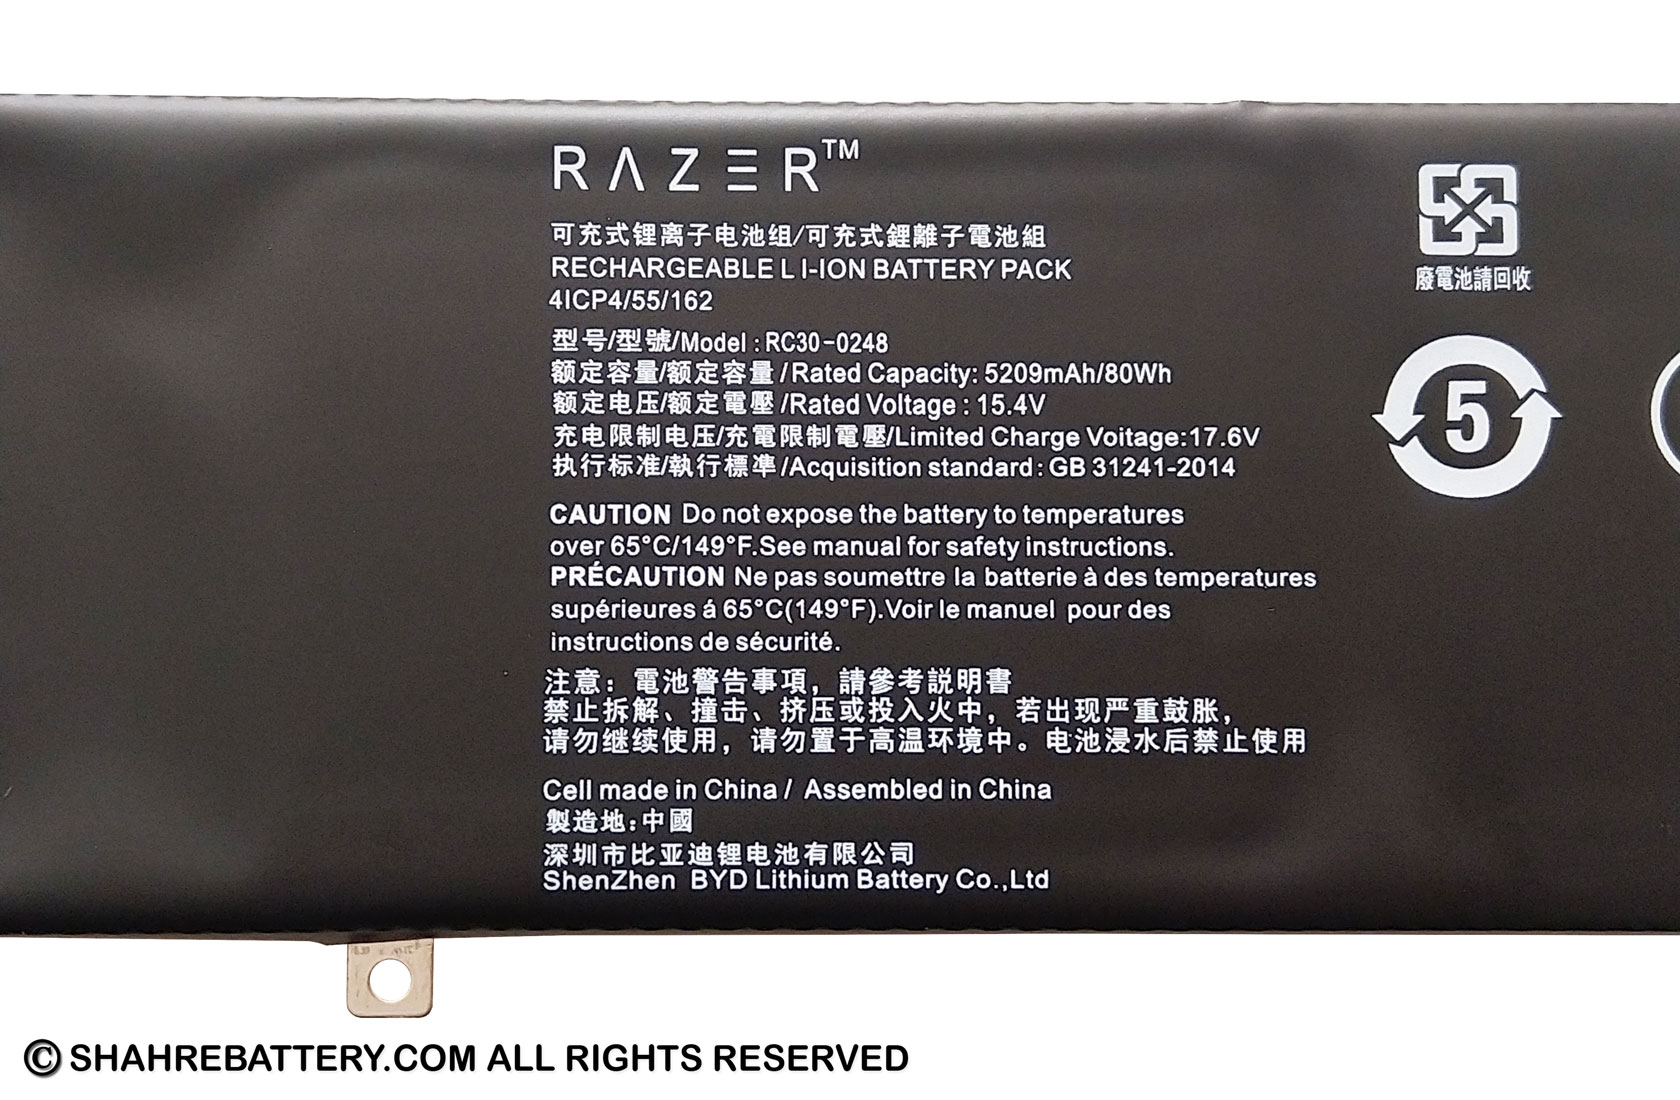 RAZER™
可充式锂离子电池组/可充式鋰離子電池組
RECHARGEABLE L I-ION BATTERY PACK
4ICP4/55/162
型号/型號/Model : RC30-0248
额定容量/额定容量 /Rated Capacity: 5209mAh/80Wh
额定电压/额定電壓 /Rated Voltage : 15.4V
充电限制电压/充電限制電壓/Limited Charge Voitage:17.6V
执行标准/執行標準 /Acquisition standard : GB 31241-2014
CAUTION Do not expose the battery to temperatures
over 65°C/149°F.See manual for safety instructions.
PRÉCAUTION Ne pas soumettre la batterie à des temperatures
supérieures á 65°C(149°F).Voir le manuel pour des
instructions de sécurité.
注意：電池警告事項，請參考説明書
禁止拆解、撞击、挤压或投入火中，若出现严重鼓胀，
请勿继续使用，请勿置于高温环境中。电池浸水后禁止使用
Cell made in China / Assembled in China
製造地:中國
深圳市比亚迪锂电池有限公司
ShenZhen BYD Lithium Battery Co.,Ltd
廢電池請回收
5
© SHAHREBATTERY.COM ALL RIGHTS RESERVED